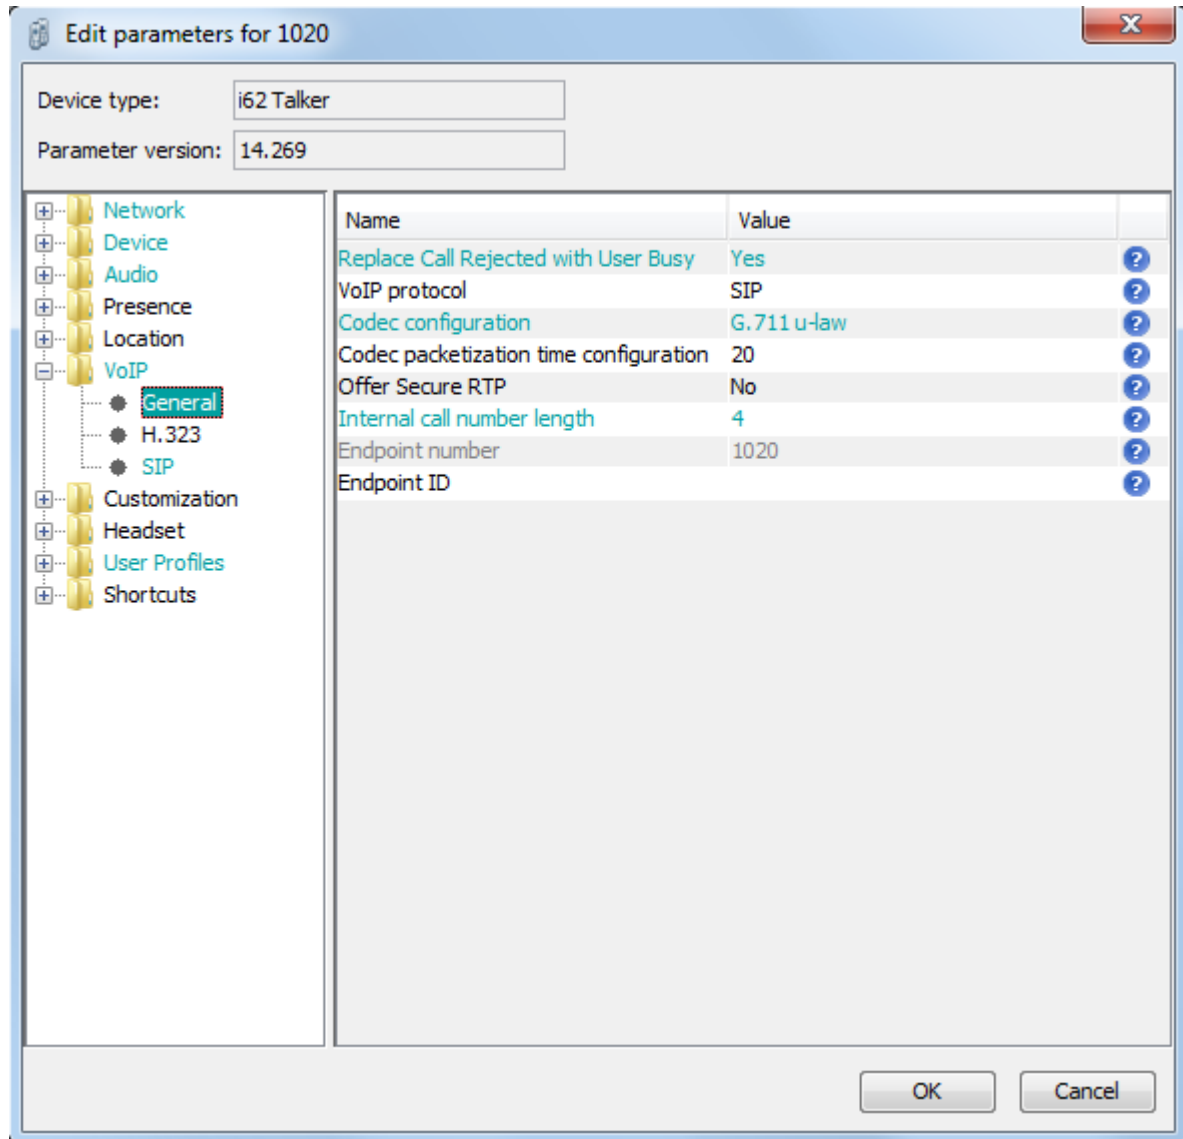 Edit parameters for 1020
Device type: i62 Talker
Parameter version: 14.269
Network
Device
Audio
Presence
Location
VoIP
General
H.323
SIP
Customization
Headset
User Profiles
Shortcuts
Name Value
Replace Call Rejected with User Busy Yes
VoIP protocol SIP
Codec configuration G.711 u-law
Codec packetization time configuration 20
Offer Secure RTP No
Internal call number length 4
Endpoint number 1020
Endpoint ID
OK Cancel